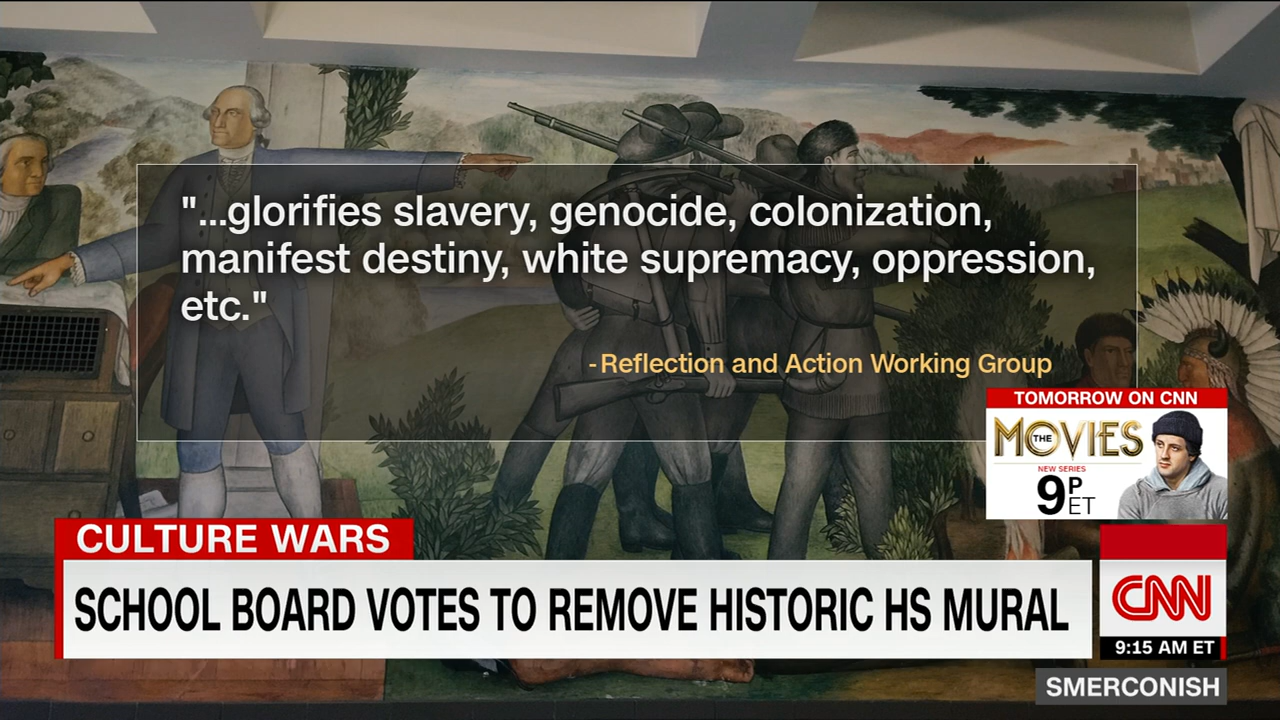 "...glorifies slavery, genocide, colonization,
manifest destiny, white supremacy, oppression,
etc."
-Reflection and Action Working Group
TOMORROW ON CNN
THE MOVIES
NEW SERIES
9P ET
CULTURE WARS
SCHOOL BOARD VOTES TO REMOVE HISTORIC HS MURAL
CNN
9:15 AM ET
SMERCONISH